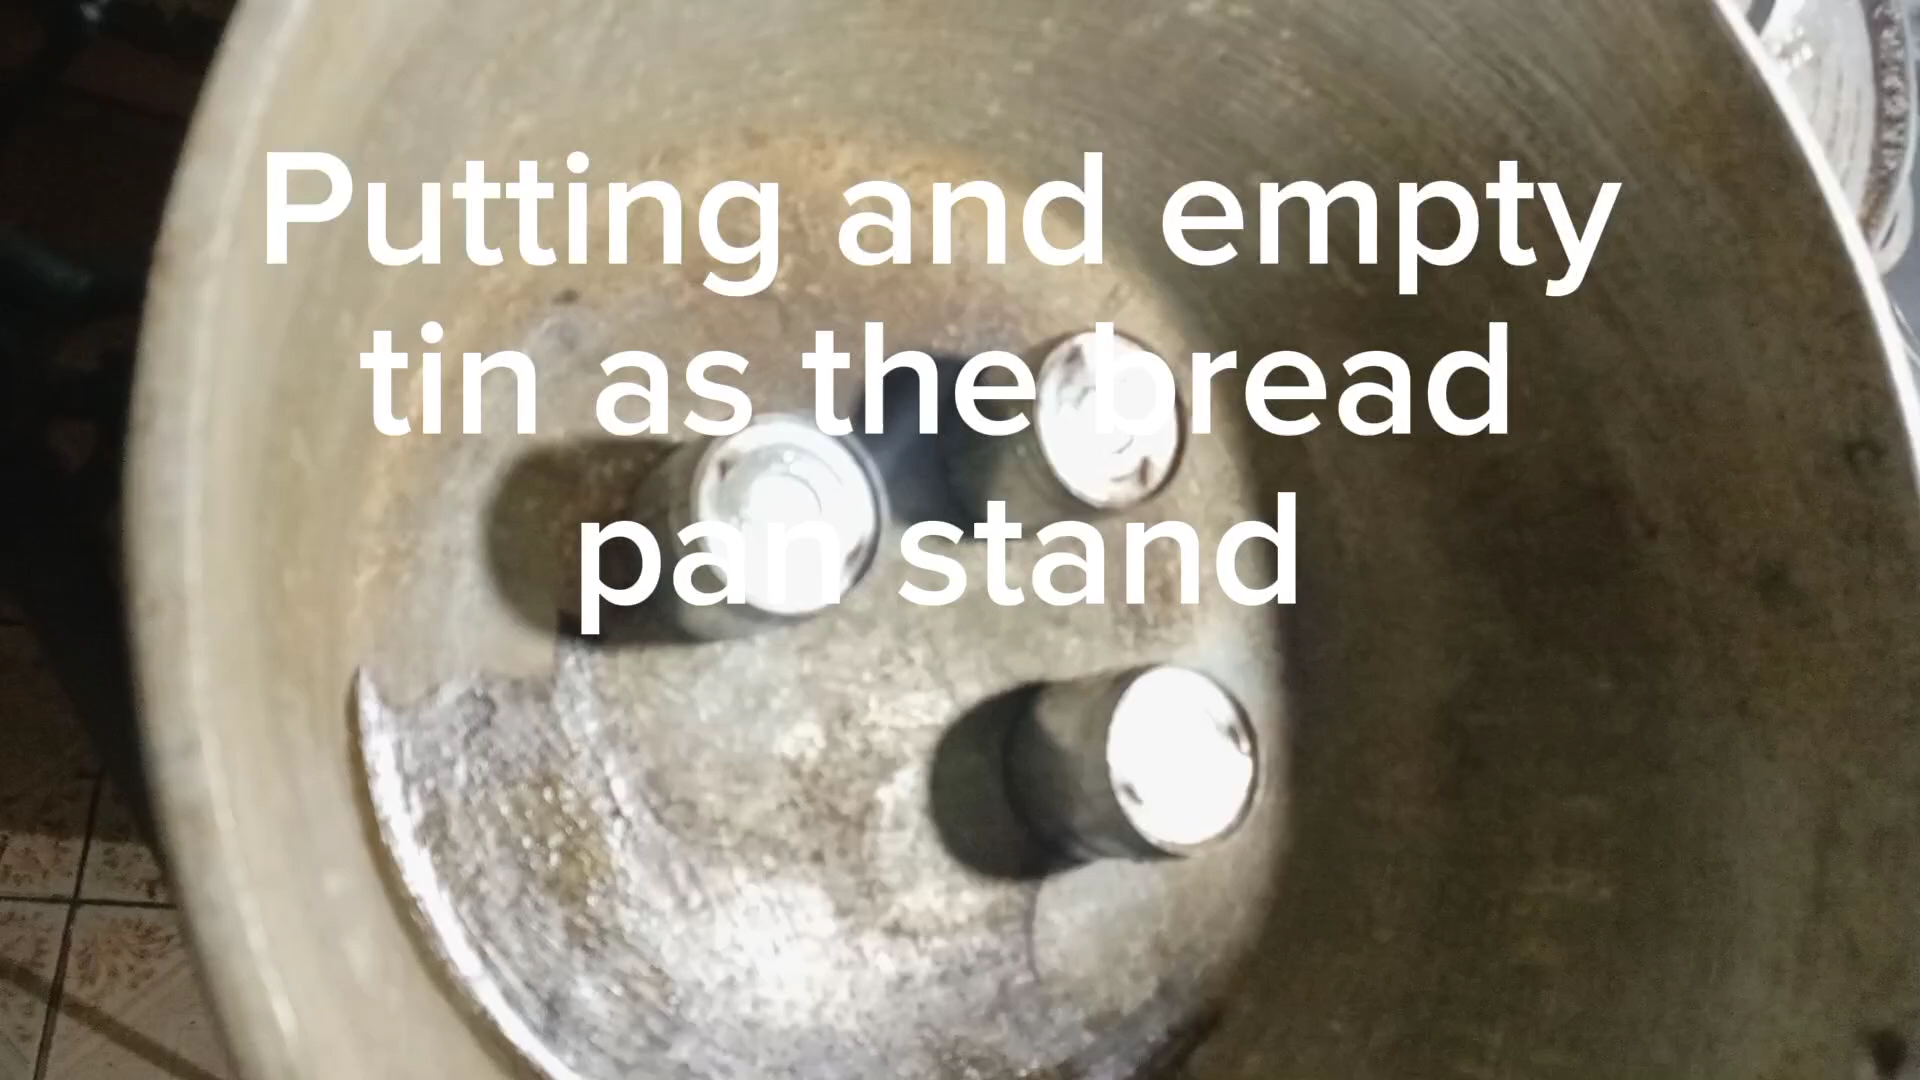 Putting and empty
tin as the bread
pan stand